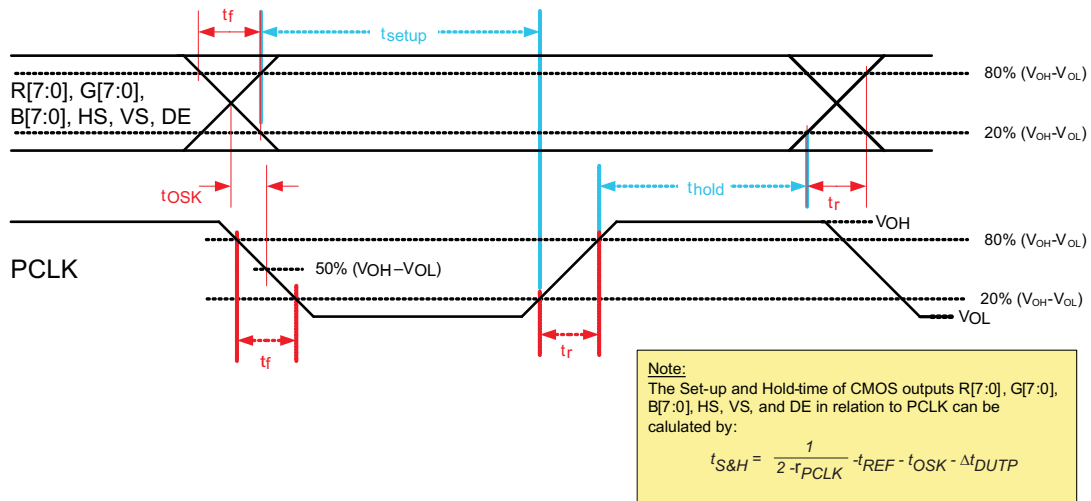 tf
tsetup
R[7:0], G[7:0],
B[7:0], HS, VS, DE
80% (VOH-VOL)
20% (VOH-VOL)
tOSK
thold
tr
VOH
80% (VOH-VOL)
PCLK
50% (VOH–VOL)
20% (VOH-VOL)
VOL
tf
tr
Note:
The Set-up and Hold-time of CMOS outputs R[7:0], G[7:0],
B[7:0], HS, VS, and DE in relation to PCLK can be
calulated by:
tS&H = 1 / 2 -rPCLK -tREF - tOSK - ΔtDUTP